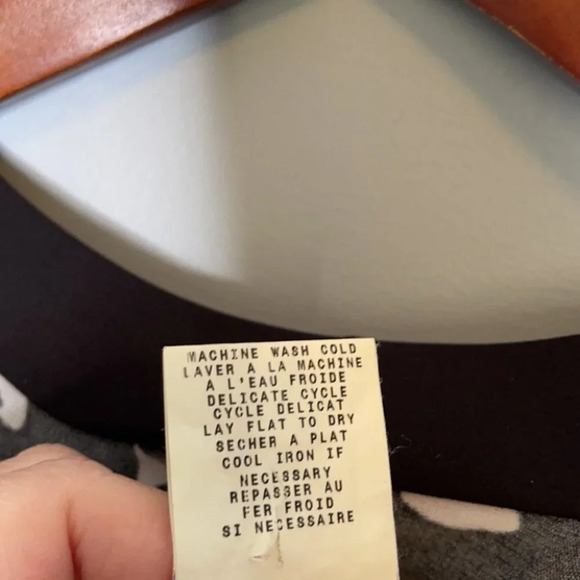 MACHINE WASH COLD
LAVER A LA MACHINE
A L'EAU FROIDE
DELICATE CYCLE
CYCLE DELICAT
LAY FLAT TO DRY
SECHER A PLAT
COOL IRON IF
NECESSARY
REPASSER AU
FER FROID
SI NECESSAIRE